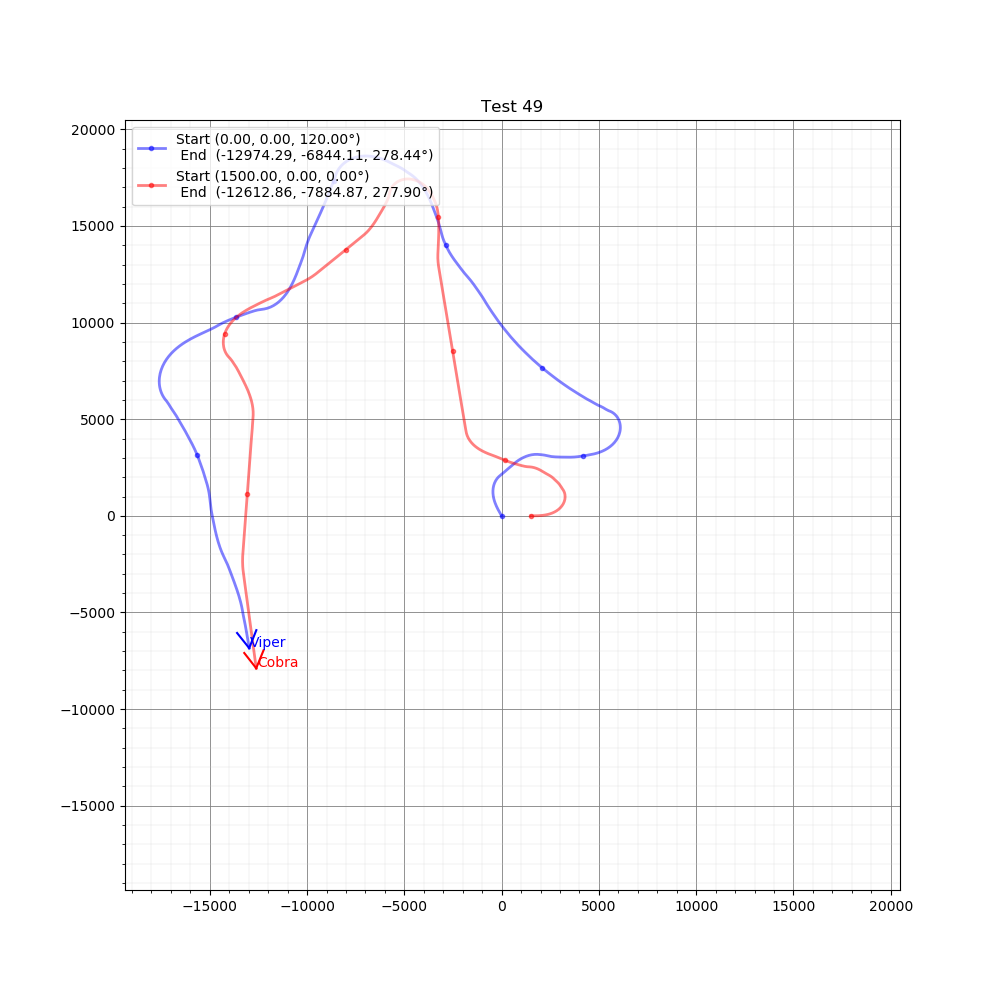 Test 49
Start (0.00, 0.00, 120.00°)
End  (-12974.29, -6844.11, 278.44°)
Start (1500.00, 0.00, 0.00°)
End  (-12612.86, -7884.87, 277.90°)
20000
15000
10000
5000
0
−5000
−10000
−15000
Viper
Cobra
−15000 −10000 −5000 0 5000 10000 15000 20000